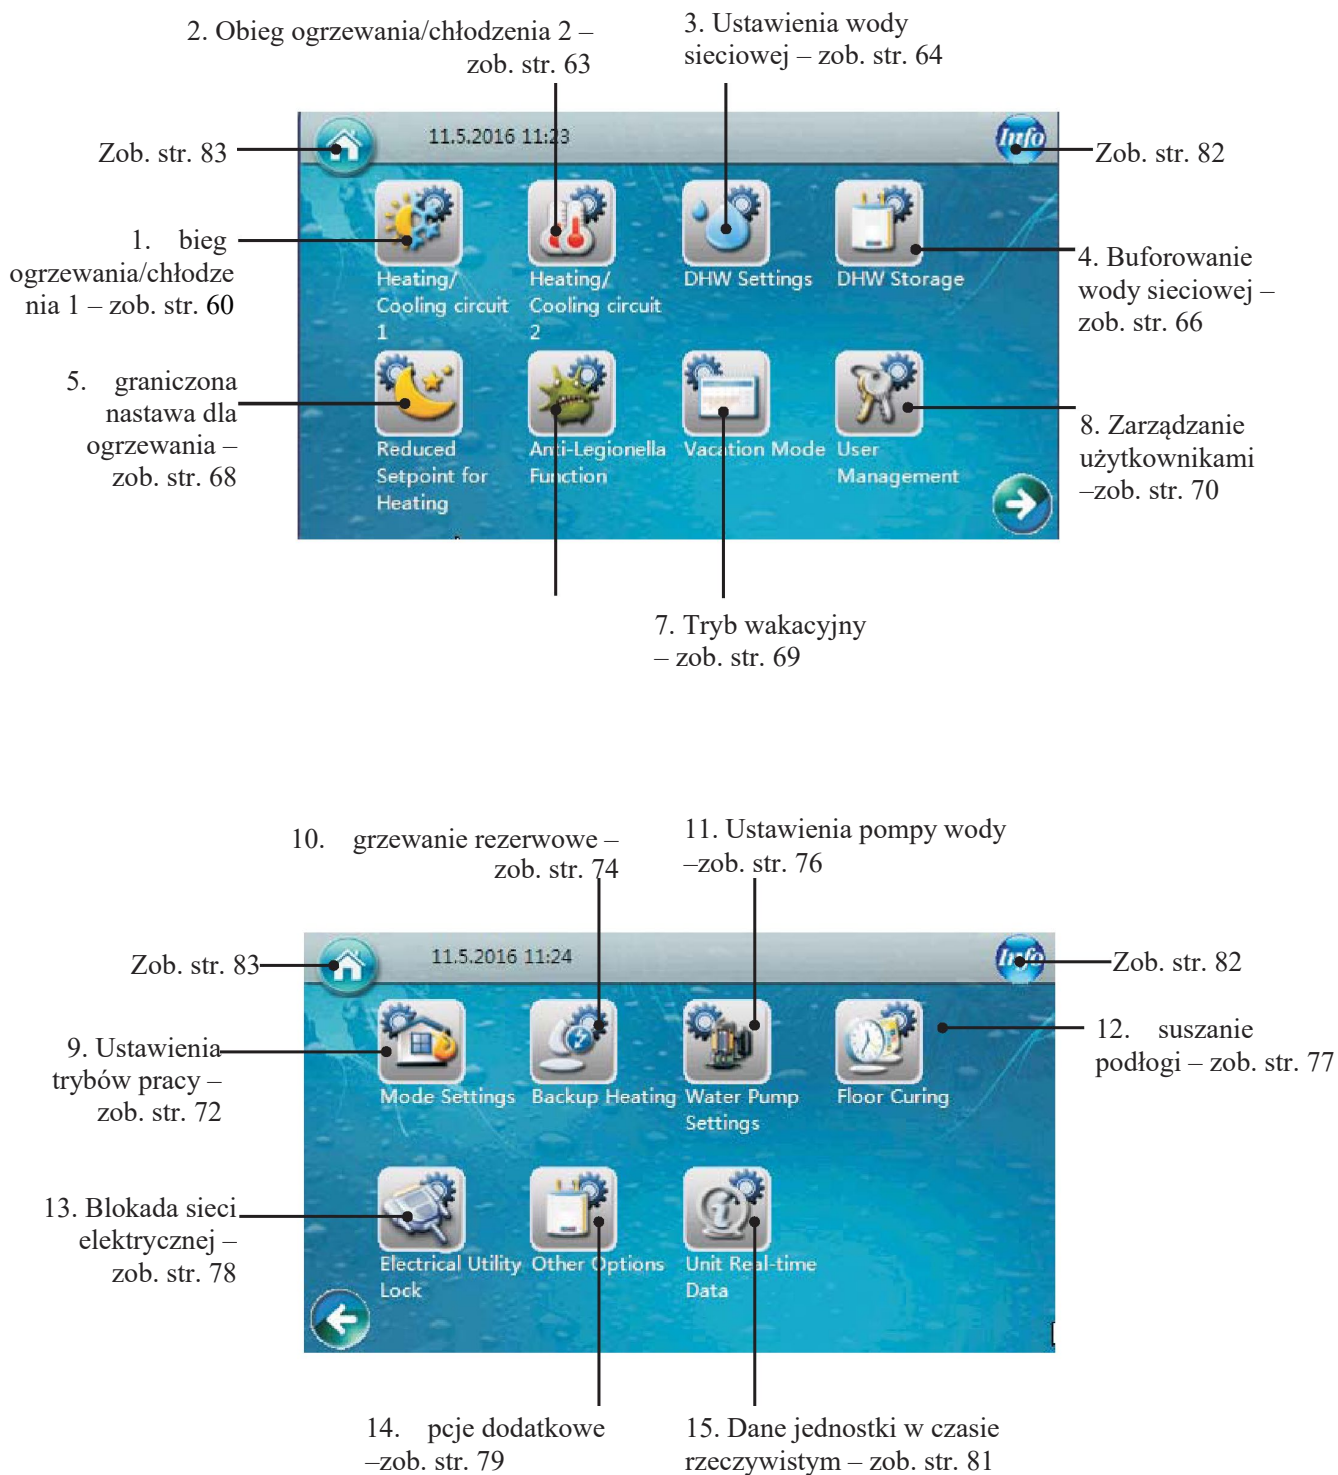 2. Obieg ogrzewania/chłodzenia 2 –
zob. str. 63
3. Ustawienia wody
sieciowej – zob. str. 64
Zob. str. 83
11.5.2016 11:23
Info
Zob. str. 82
1. bieg
ogrzewania/chłodze
nia 1 – zob. str. 60
Heating/
Cooling circuit
1
Heating/
Cooling circuit
2
DHW Settings
DHW Storage
4. Buforowanie
wody sieciowej –
zob. str. 66
5. graniczona
nastawa dla
ogrzewania –
zob. str. 68
Reduced
Setpoint for
Heating
Anti-Legionella
Function
Vacation Mode
User
Management
8. Zarządzanie
użytkownikami
–zob. str. 70
7. Tryb wakacyjny
– zob. str. 69
10. grzewanie rezerwowe –
zob. str. 74
11. Ustawienia pompy wody
–zob. str. 76
Zob. str. 83
11.5.2016 11:24
Info
Zob. str. 82
9. Ustawienia
trybów pracy –
zob. str. 72
Mode Settings
Backup Heating
Water Pump
Settings
Floor Curing
12. suszanie
podłogi – zob. str. 77
13. Blokada sieci
elektrycznej –
zob. str. 78
Electrical Utility
Lock
Other Options
Unit Real-time
Data
14. pcje dodatkowe
–zob. str. 79
15. Dane jednostki w czasie
rzeczywistym – zob. str. 81